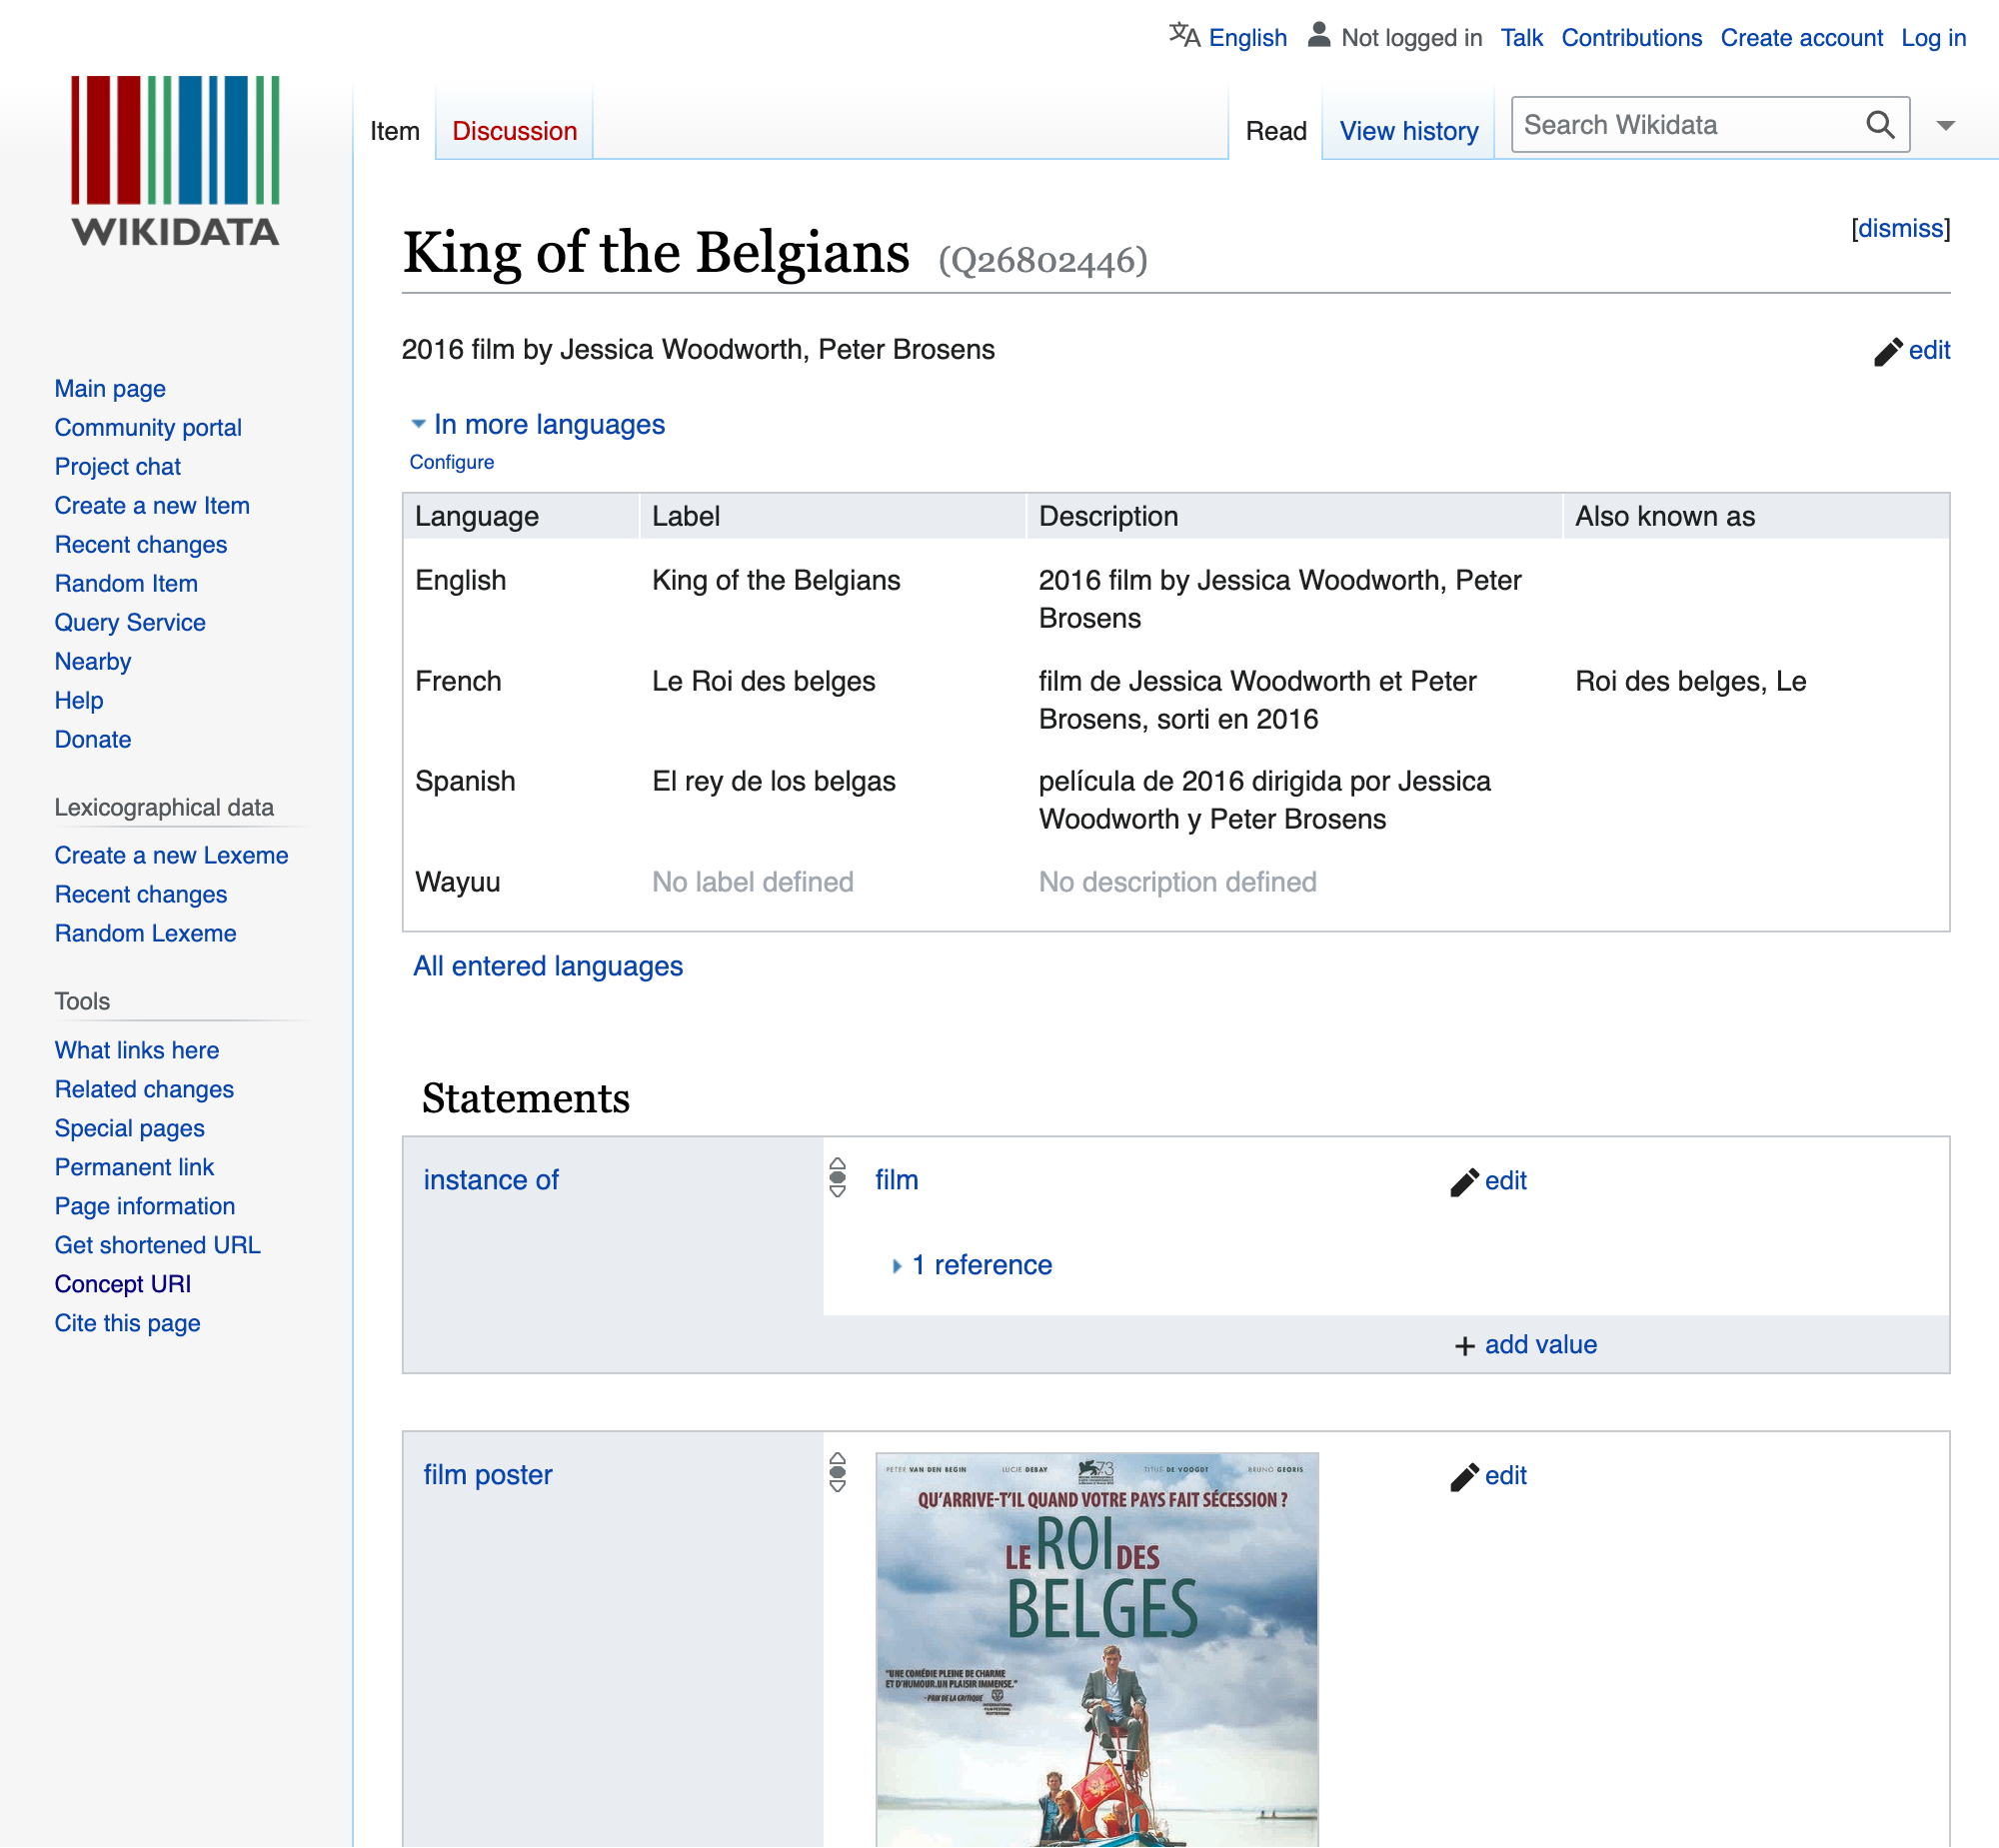 English Not logged in Talk Contributions Create account Log in
WIKIDATA
Item Discussion Read View history Search Wikidata
King of the Belgians (Q26802446)
[dismiss]
2016 film by Jessica Woodworth, Peter Brosens
edit
In more languages
Configure
Language Label Description Also known as
English King of the Belgians 2016 film by Jessica Woodworth, Peter
Brosens
French Le Roi des belges film de Jessica Woodworth et Peter Roi des belges, Le
Brosens, sorti en 2016
Spanish El rey de los belgas película de 2016 dirigida por Jessica
Woodworth y Peter Brosens
Wayuu No label defined No description defined
All entered languages
Main page
Community portal
Project chat
Create a new Item
Recent changes
Random Item
Query Service
Nearby
Help
Donate
Lexicographical data
Create a new Lexeme
Recent changes
Random Lexeme
Tools
What links here
Related changes
Special pages
Permanent link
Page information
Get shortened URL
Concept URI
Cite this page
Statements
instance of film edit
1 reference
+ add value
film poster edit
PETER VAN DEN BEGIN LUCIE DEBAY 73 TITUS DE VOOGDT BRUNO GEORIS
QU'ARRIVE-T'IL QUAND VOTRE PAYS FAIT SÉCESSION ?
LE ROI DES
BELGES
"UNE COMÉDIE PLEINE DE CHARME
ET D'HUMOUR. UN PLAISIR IMMENSE."
- PRIX DE LA CRITIQUE